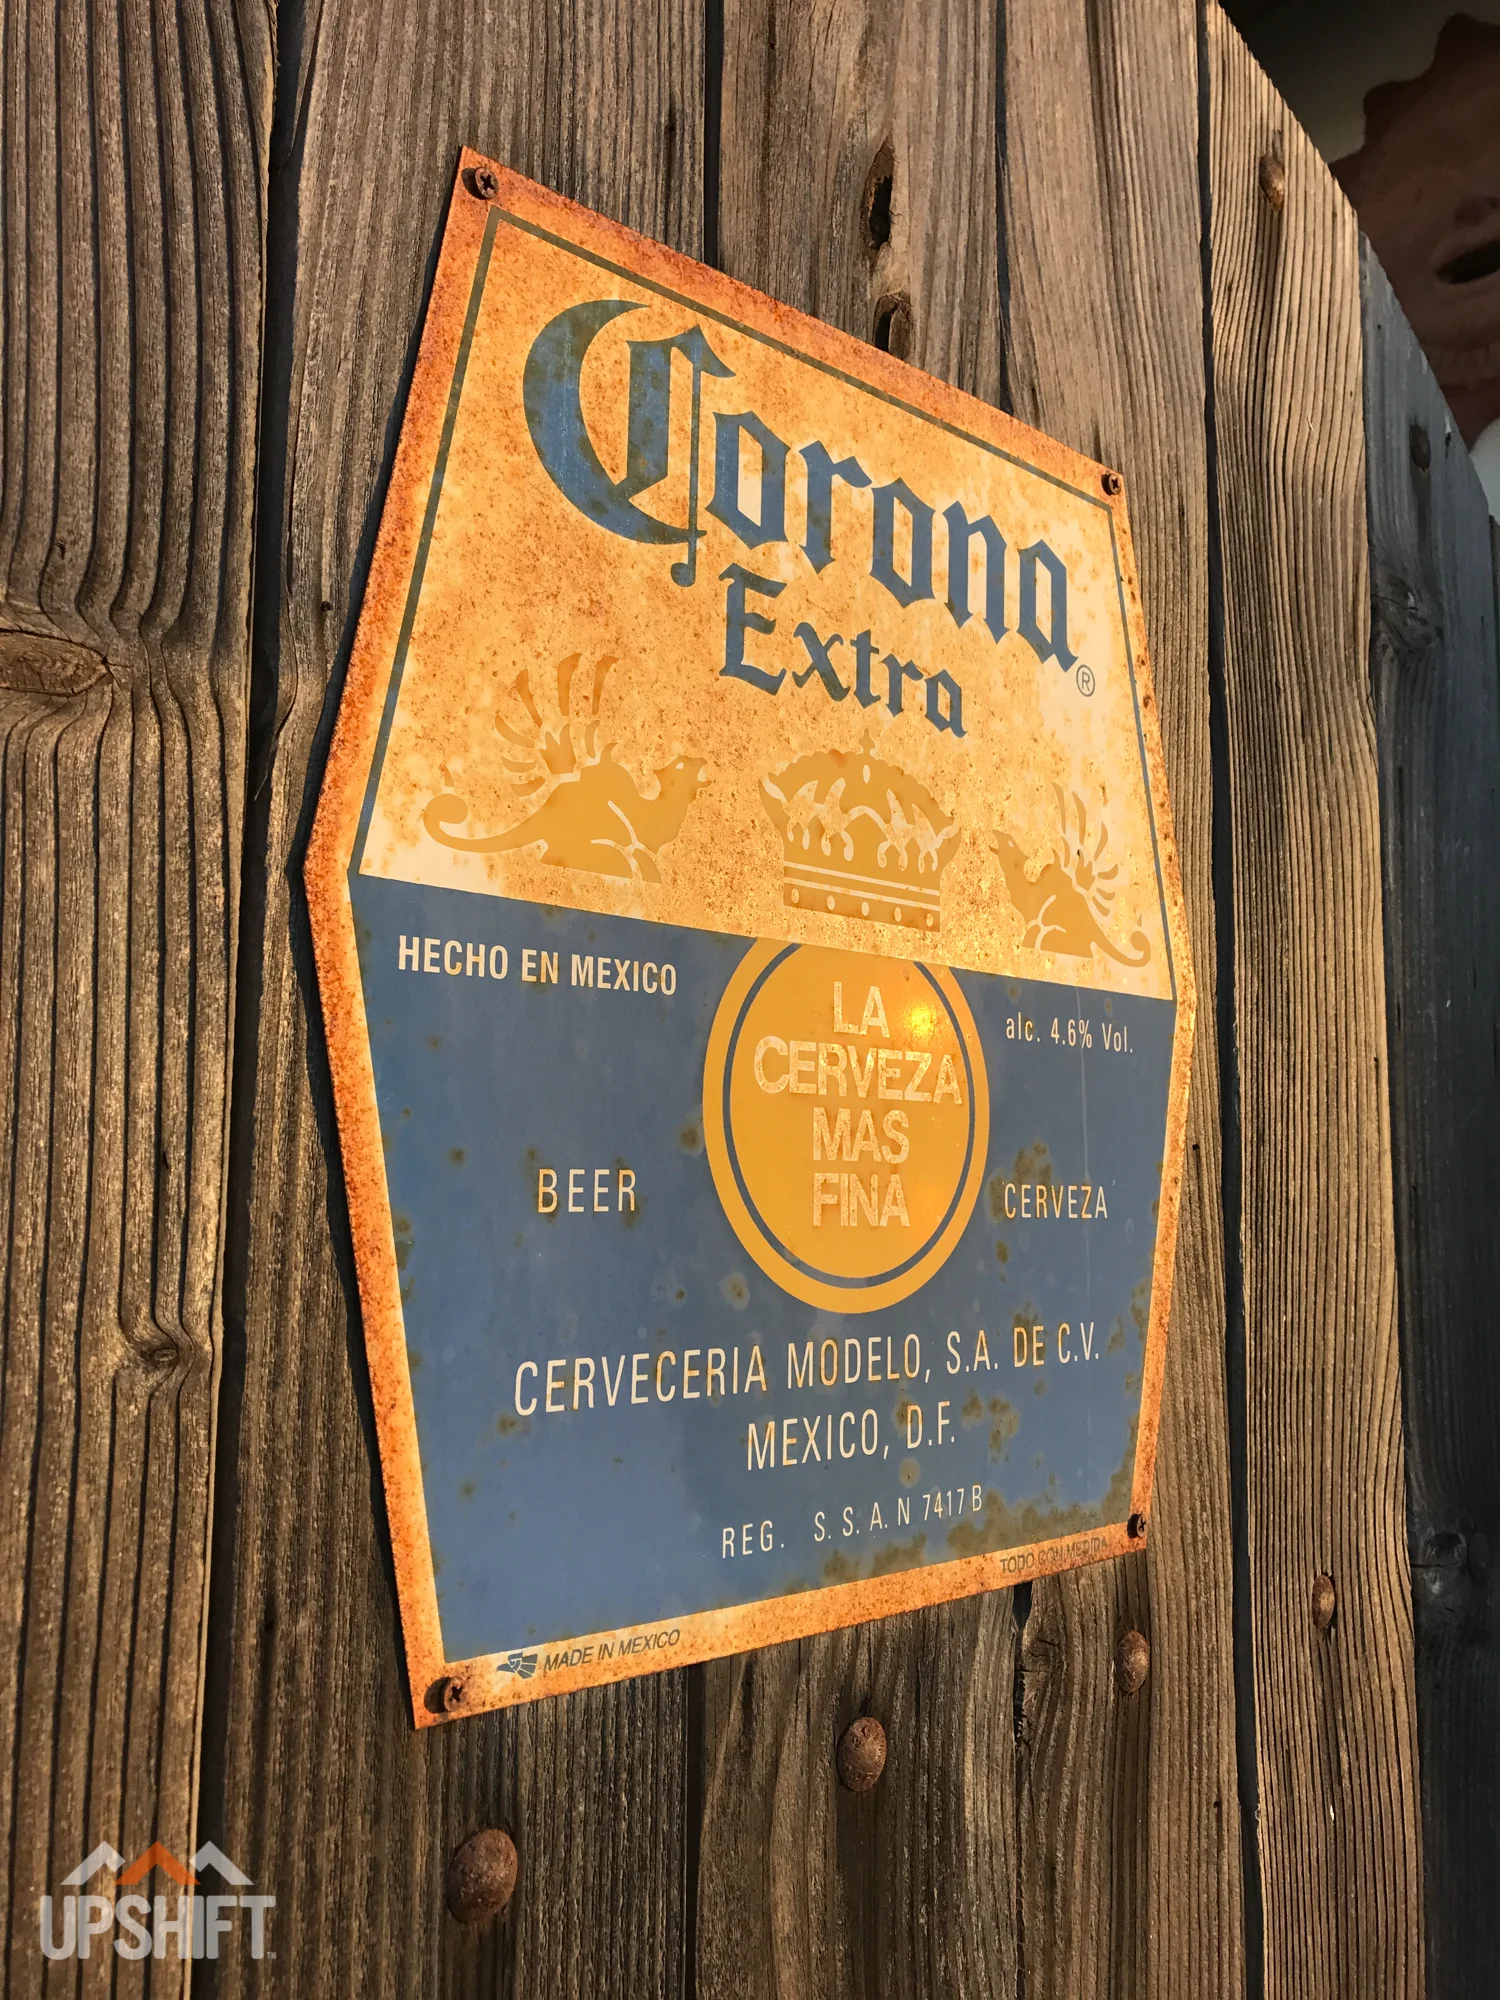 Corona
Extra
®
HECHO EN MEXICO
alc. 4.6% Vol.
LA
CERVEZA
MAS
FINA
BEER
CERVEZA
CERVECERIA MODELO, S.A. DE C.V.
MEXICO, D.F.
REG. S. S. A. N 7417 B
TODO CON MEDIDA
MADE IN MEXICO
UPSHIFT